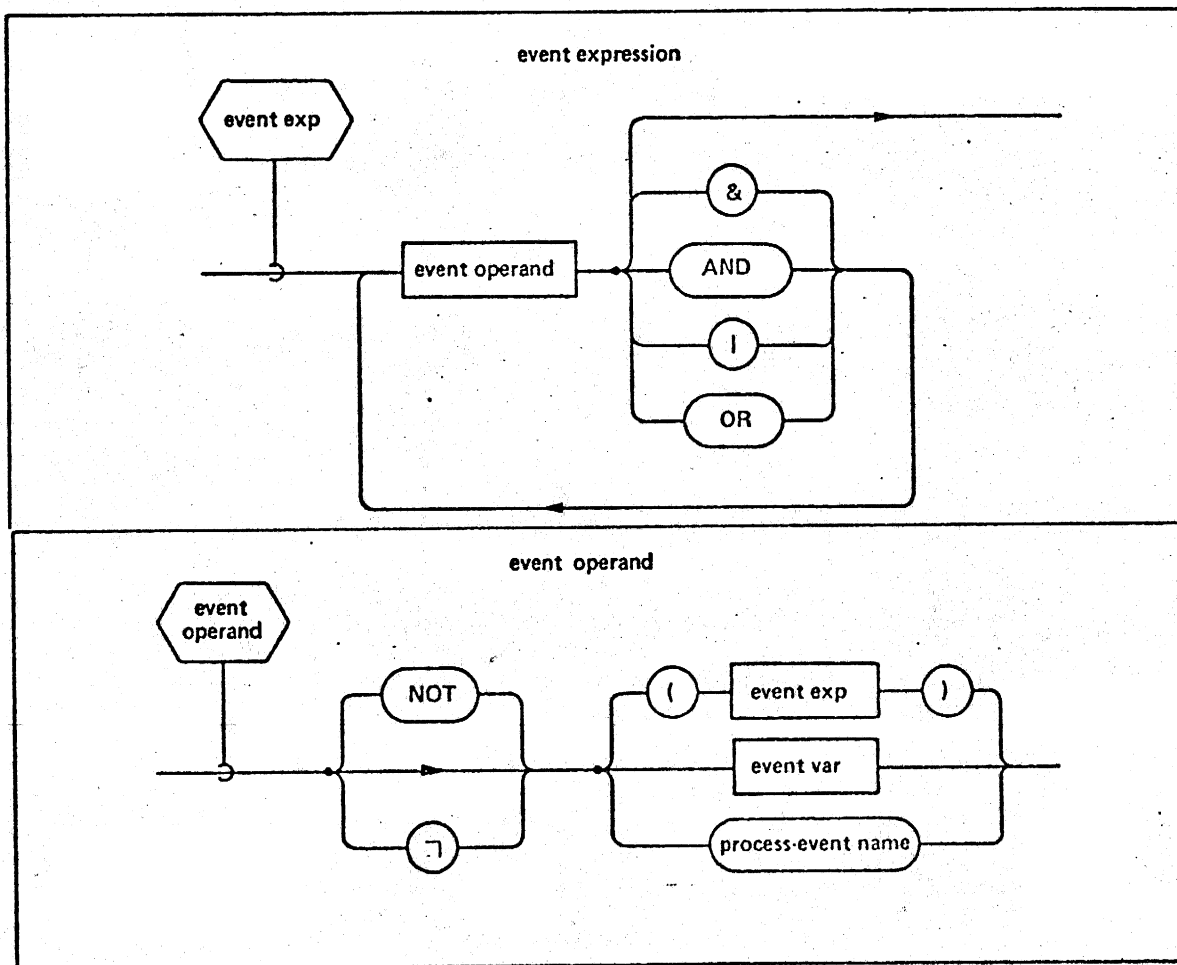 event expression
event exp
&
event operand
AND
|
OR
event operand
event
operand
NOT
(
event exp
)
event var
¬
process-event name